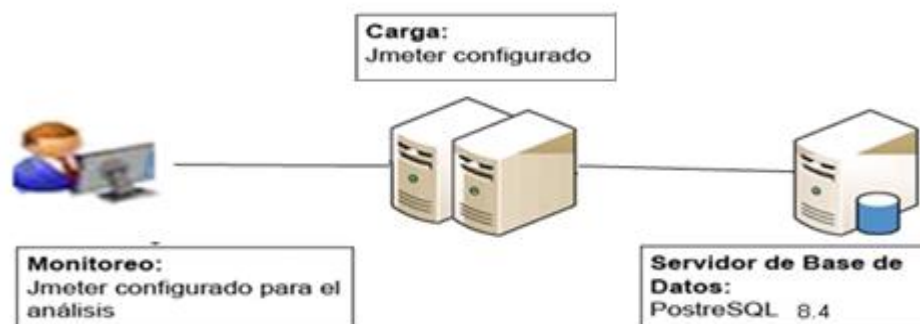 Carga:
Jmeter configurado
Monitoreo:
Jmeter configurado para el
análisis
Servidor de Base de
Datos:
PostreSQL 8.4